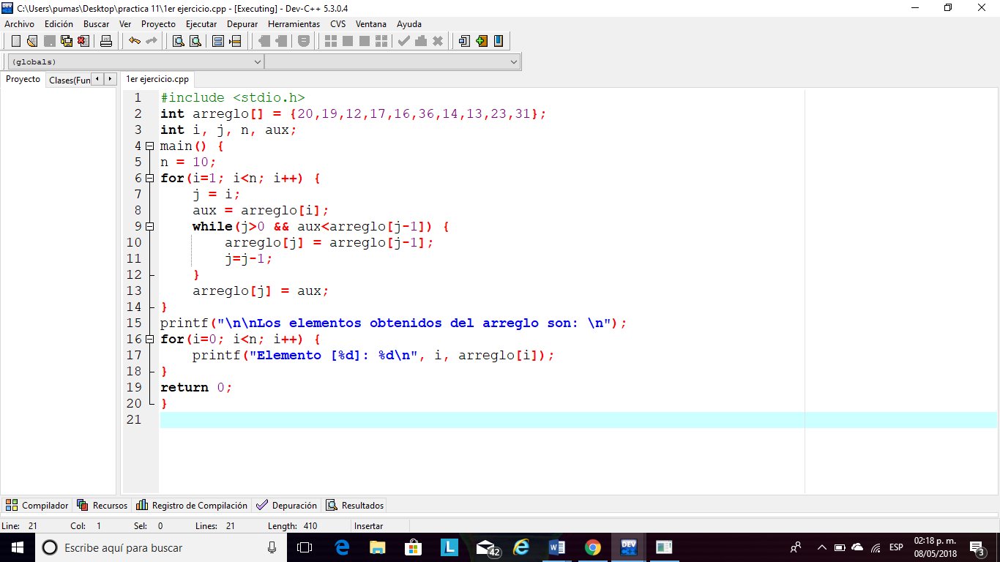 C:\Users\pumas\Desktop\practica 11\1er ejercicio.cpp - [Executing] - Dev-C++ 5.3.0.4
Archivo Edición Buscar Ver Proyecto Ejecutar Depurar Herramientas CVS Ventana Ayuda
(globals)
Proyecto Clases(Fun 1er ejercicio.cpp
1 #include <stdio.h>
2 int arreglo[] = {20,19,12,17,16,36,14,13,23,31};
3 int i, j, n, aux;
4 main() {
5 n = 10;
6 for(i=1; i<n; i++) {
7 j = i;
8 aux = arreglo[i];
9 while(j>0 && aux<arreglo[j-1]) {
10 arreglo[j] = arreglo[j-1];
11 j=j-1;
12 }
13 arreglo[j] = aux;
14 }
15 printf("\n\nLos elementos obtenidos del arreglo son: \n");
16 for(i=0; i<n; i++) {
17 printf("Elemento [%d]: %d\n", i, arreglo[i]);
18 }
19 return 0;
20 }
21
Compilador Recursos Registro de Compilación Depuración Resultados
Line: 21 Col: 1 Sel: 0 Lines: 21 Length: 410 Insertar
Escribe aquí para buscar
L
42
DEV
ESP
02:18 p. m.
08/05/2018
3